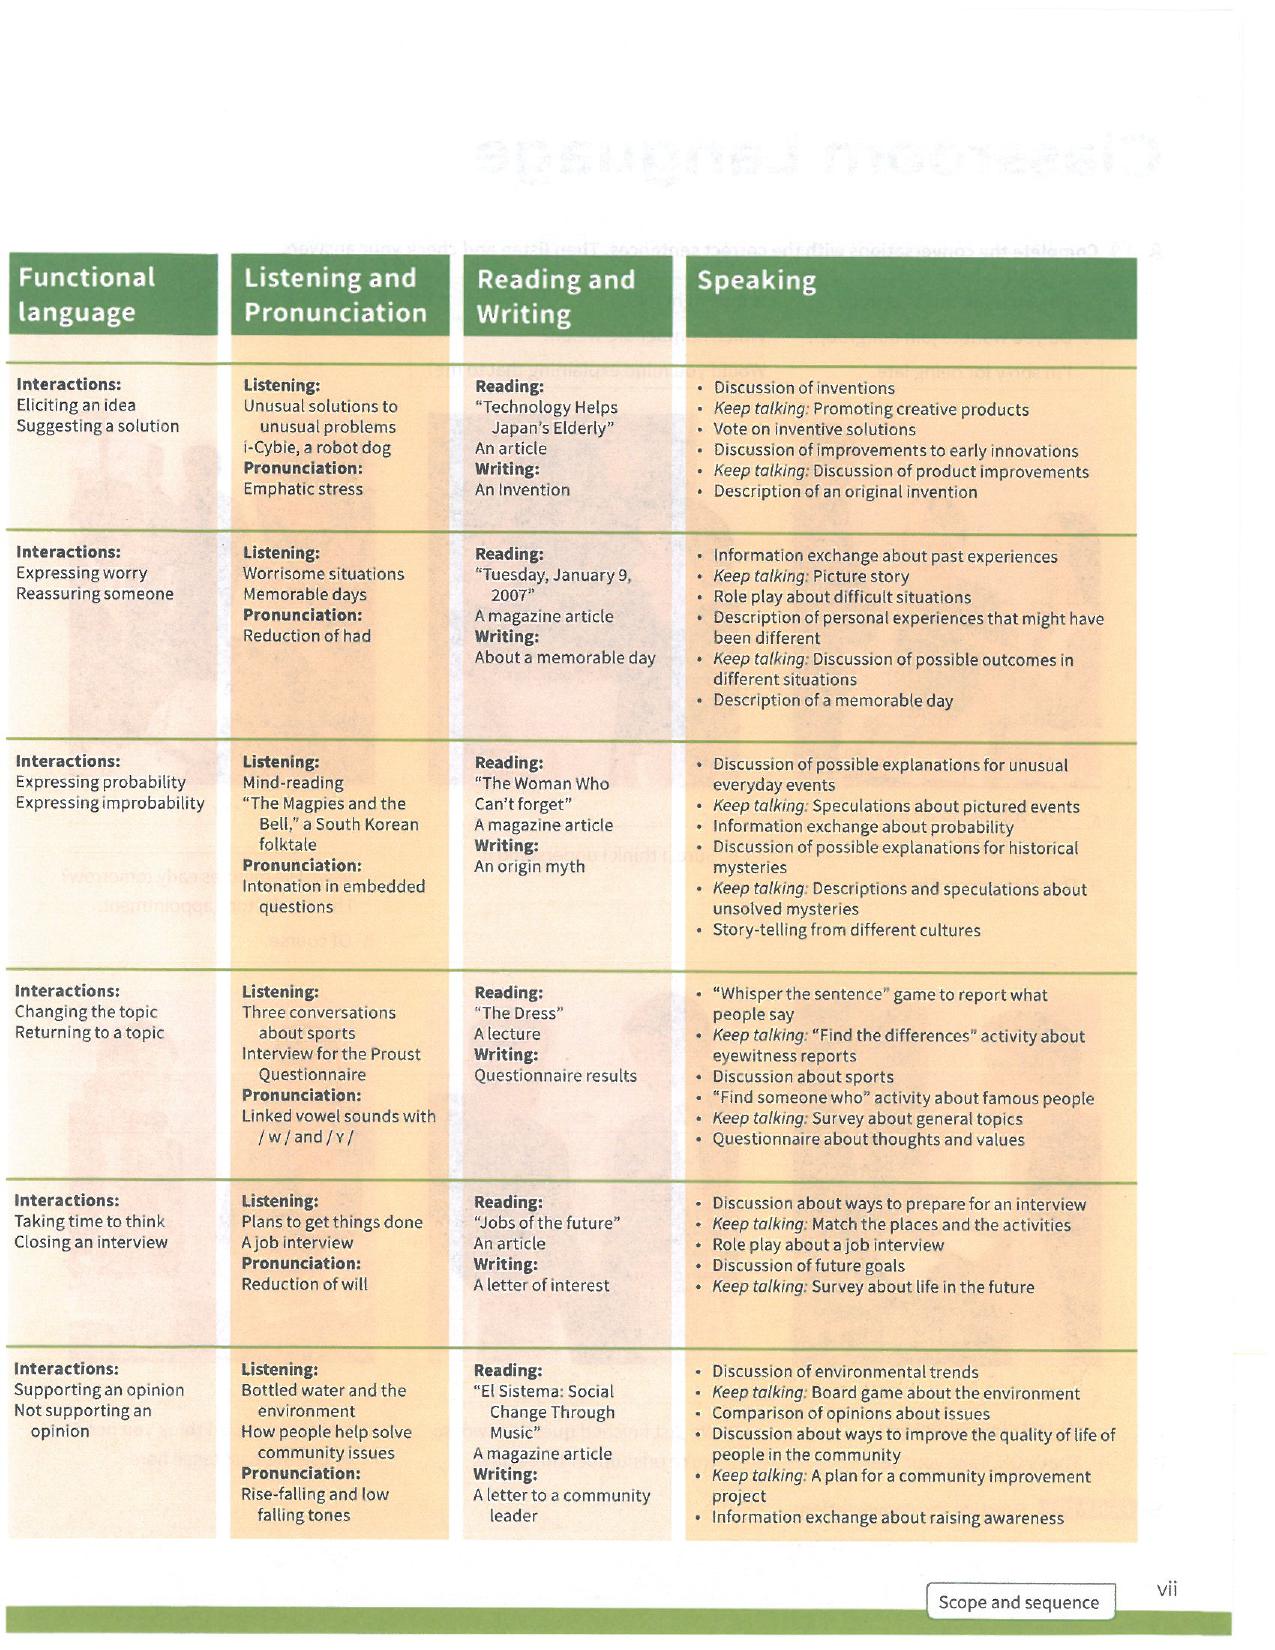 Functional
language
Listening and
Pronunciation
Reading and
Writing
Speaking
Interactions:
Eliciting an idea
Suggesting a solution
Listening:
Unusual solutions to
unusual problems
i-Cybie, a robot dog
Pronunciation:
Emphatic stress
Reading:
“Technology Helps
Japan’s Elderly”
An article
Writing:
An Invention
• Discussion of inventions
• Keep talking: Promoting creative products
• Vote on inventive solutions
• Discussion of improvements to early innovations
• Keep talking: Discussion of product improvements
• Description of an original invention
Interactions:
Expressing worry
Reassuring someone
Listening:
Worrisome situations
Memorable days
Pronunciation:
Reduction of had
Reading:
“Tuesday, January 9,
2007”
A magazine article
Writing:
About a memorable day
• Information exchange about past experiences
• Keep talking: Picture story
• Role play about difficult situations
• Description of personal experiences that might have
been different
• Keep talking: Discussion of possible outcomes in
different situations
• Description of a memorable day
Interactions:
Expressing probability
Expressing improbability
Listening:
Mind-reading
“The Magpies and the
Bell,” a South Korean
folktale
Pronunciation:
Intonation in embedded
questions
Reading:
“The Woman Who
Can’t forget”
A magazine article
Writing:
An origin myth
• Discussion of possible explanations for unusual
everyday events
• Keep talking: Speculations about pictured events
• Information exchange about probability
• Discussion of possible explanations for historical
mysteries
• Keep talking: Descriptions and speculations about
unsolved mysteries
• Story-telling from different cultures
Interactions:
Changing the topic
Returning to a topic
Listening:
Three conversations
about sports
Interview for the Proust
Questionnaire
Pronunciation:
Linked vowel sounds with
/ w / and / Y /
Reading:
“The Dress”
A lecture
Writing:
Questionnaire results
• “Whisper the sentence” game to report what
people say
• Keep talking: “Find the differences” activity about
eyewitness reports
• Discussion about sports
• “Find someone who” activity about famous people
• Keep talking: Survey about general topics
• Questionnaire about thoughts and values
Interactions:
Taking time to think
Closing an interview
Listening:
Plans to get things done
A job interview
Pronunciation:
Reduction of will
Reading:
“Jobs of the future”
An article
Writing:
A letter of interest
• Discussion about ways to prepare for an interview
• Keep talking: Match the places and the activities
• Role play about a job interview
• Discussion of future goals
• Keep talking: Survey about life in the future
Interactions:
Supporting an opinion
Not supporting an
opinion
Listening:
Bottled water and the
environment
How people help solve
community issues
Pronunciation:
Rise-falling and low
falling tones
Reading:
“El Sistema: Social
Change Through
Music”
A magazine article
Writing:
A letter to a community
leader
• Discussion of environmental trends
• Keep talking: Board game about the environment
• Comparison of opinions about issues
• Discussion about ways to improve the quality of life of
people in the community
• Keep talking: A plan for a community improvement
project
• Information exchange about raising awareness
Scope and sequence
vii